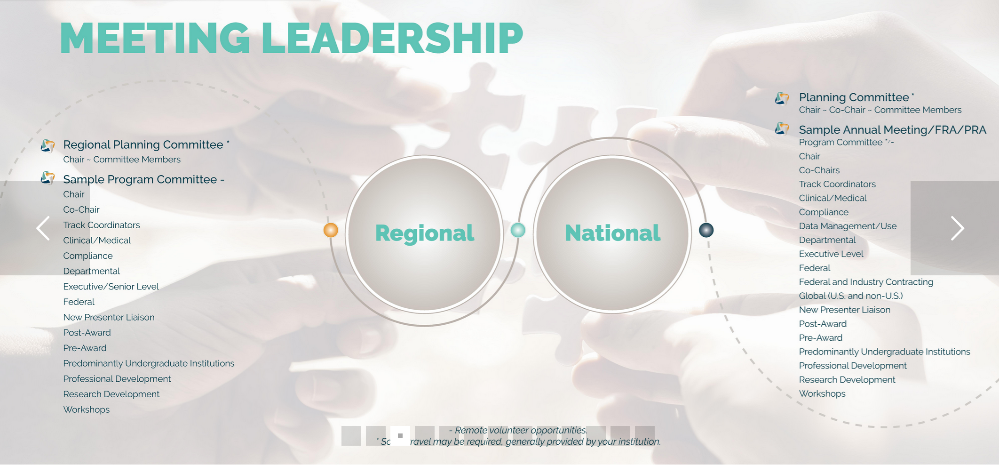 MEETING LEADERSHIP
Regional Planning Committee *
Chair ~ Committee Members
Sample Program Committee -
Chair
Co-Chair
Track Coordinators
Clinical/Medical
Compliance
Departmental
Executive/Senior Level
Federal
New Presenter Liaison
Post-Award
Pre-Award
Predominantly Undergraduate Institutions
Professional Development
Research Development
Workshops
Regional
National
Planning Committee *
Chair ~ Co-Chair ~ Committee Members
Sample Annual Meeting/FRA/PRA
Program Committee */-
Chair
Co-Chairs
Track Coordinators
Clinical/Medical
Compliance
Data Management/Use
Departmental
Executive Level
Federal
Federal and Industry Contracting
Global (U.S. and non-U.S.)
New Presenter Liaison
Post-Award
Pre-Award
Predominantly Undergraduate Institutions
Professional Development
Research Development
Workshops
- Remote volunteer opportunities.
* may be required, generally provided by your institution.